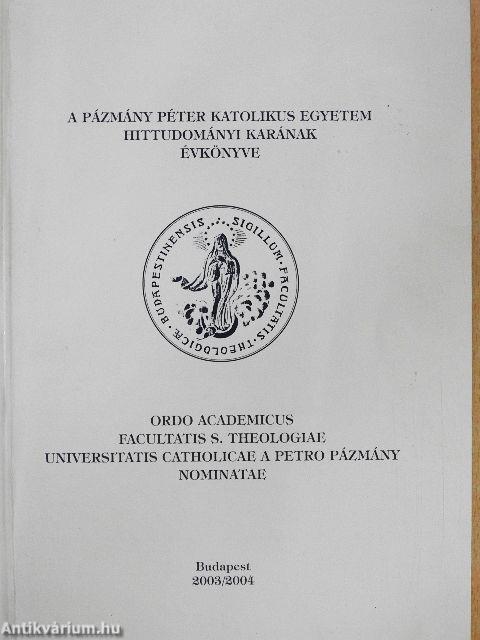 A PÁZMÁNY PÉTER KATOLIKUS EGYETEM
HITTUDOMÁNYI KARÁNAK
ÉVKÖNYVE
SIGILLUM · FACULTATIS · THEOLOGICÆ · BUDAPESTINENSIS
ORDO ACADEMICUS
FACULTATIS S. THEOLOGIAE
UNIVERSITATIS CATHOLICAE A PETRO PÁZMÁNY
NOMINATAE
Budapest
2003/2004
Antikvárium.hu